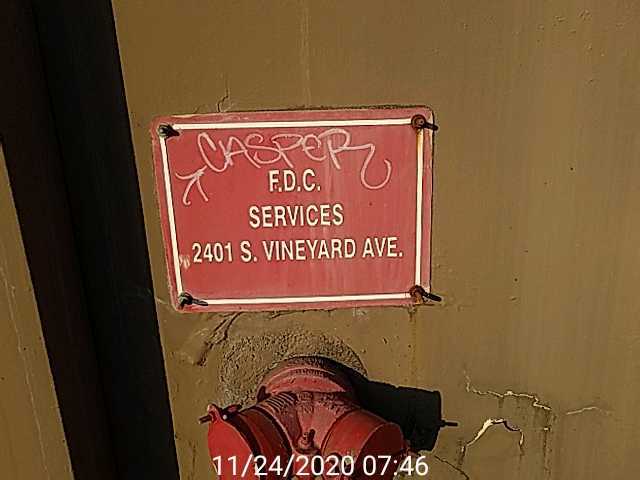 CASPER
F.D.C.
SERVICES
2401 S. VINEYARD AVE.
11/24/2020 07:46